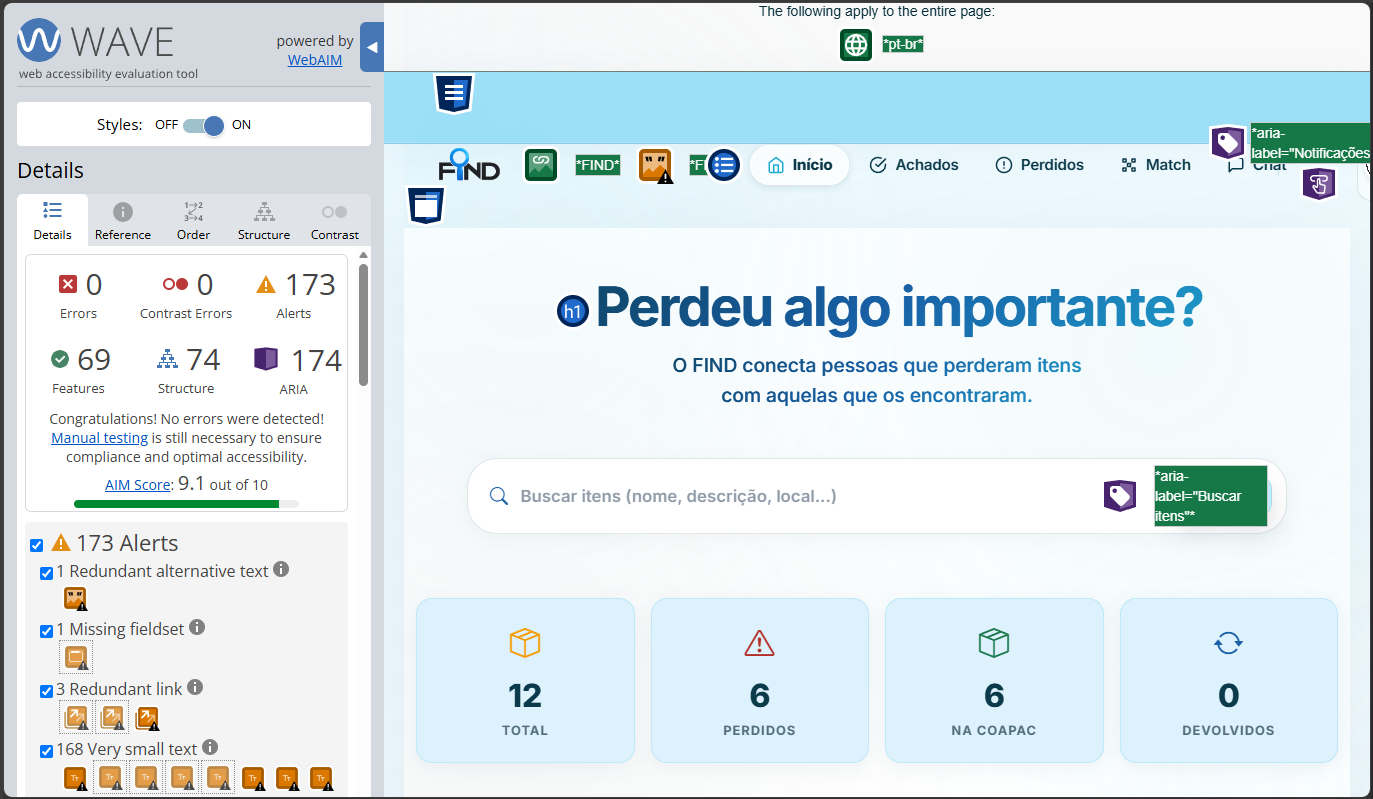 WAVE
web accessibility evaluation tool
powered by
WebAIM
Styles: OFF ON
Details
Details
Reference
Order
Structure
Contrast
0
Errors
0
Contrast Errors
173
Alerts
69
Features
74
Structure
174
ARIA
Congratulations! No errors were detected!
Manual testing is still necessary to ensure
compliance and optimal accessibility.
AIM Score: 9.1 out of 10
173 Alerts
1 Redundant alternative text
1 Missing fieldset
3 Redundant link
168 Very small text
The following apply to the entire page:
*pt-br*
FIND
*FIND*
*F
Início
Achados
Perdidos
Match
Chat
*aria-
label="Notificações
h1
Perdeu algo importante?
O FIND conecta pessoas que perderam itens
com aquelas que os encontraram.
Buscar itens (nome, descrição, local...)
*aria-
label="Buscar
itens"*
12
TOTAL
6
PERDIDOS
6
NA COAPAC
0
DEVOLVIDOS